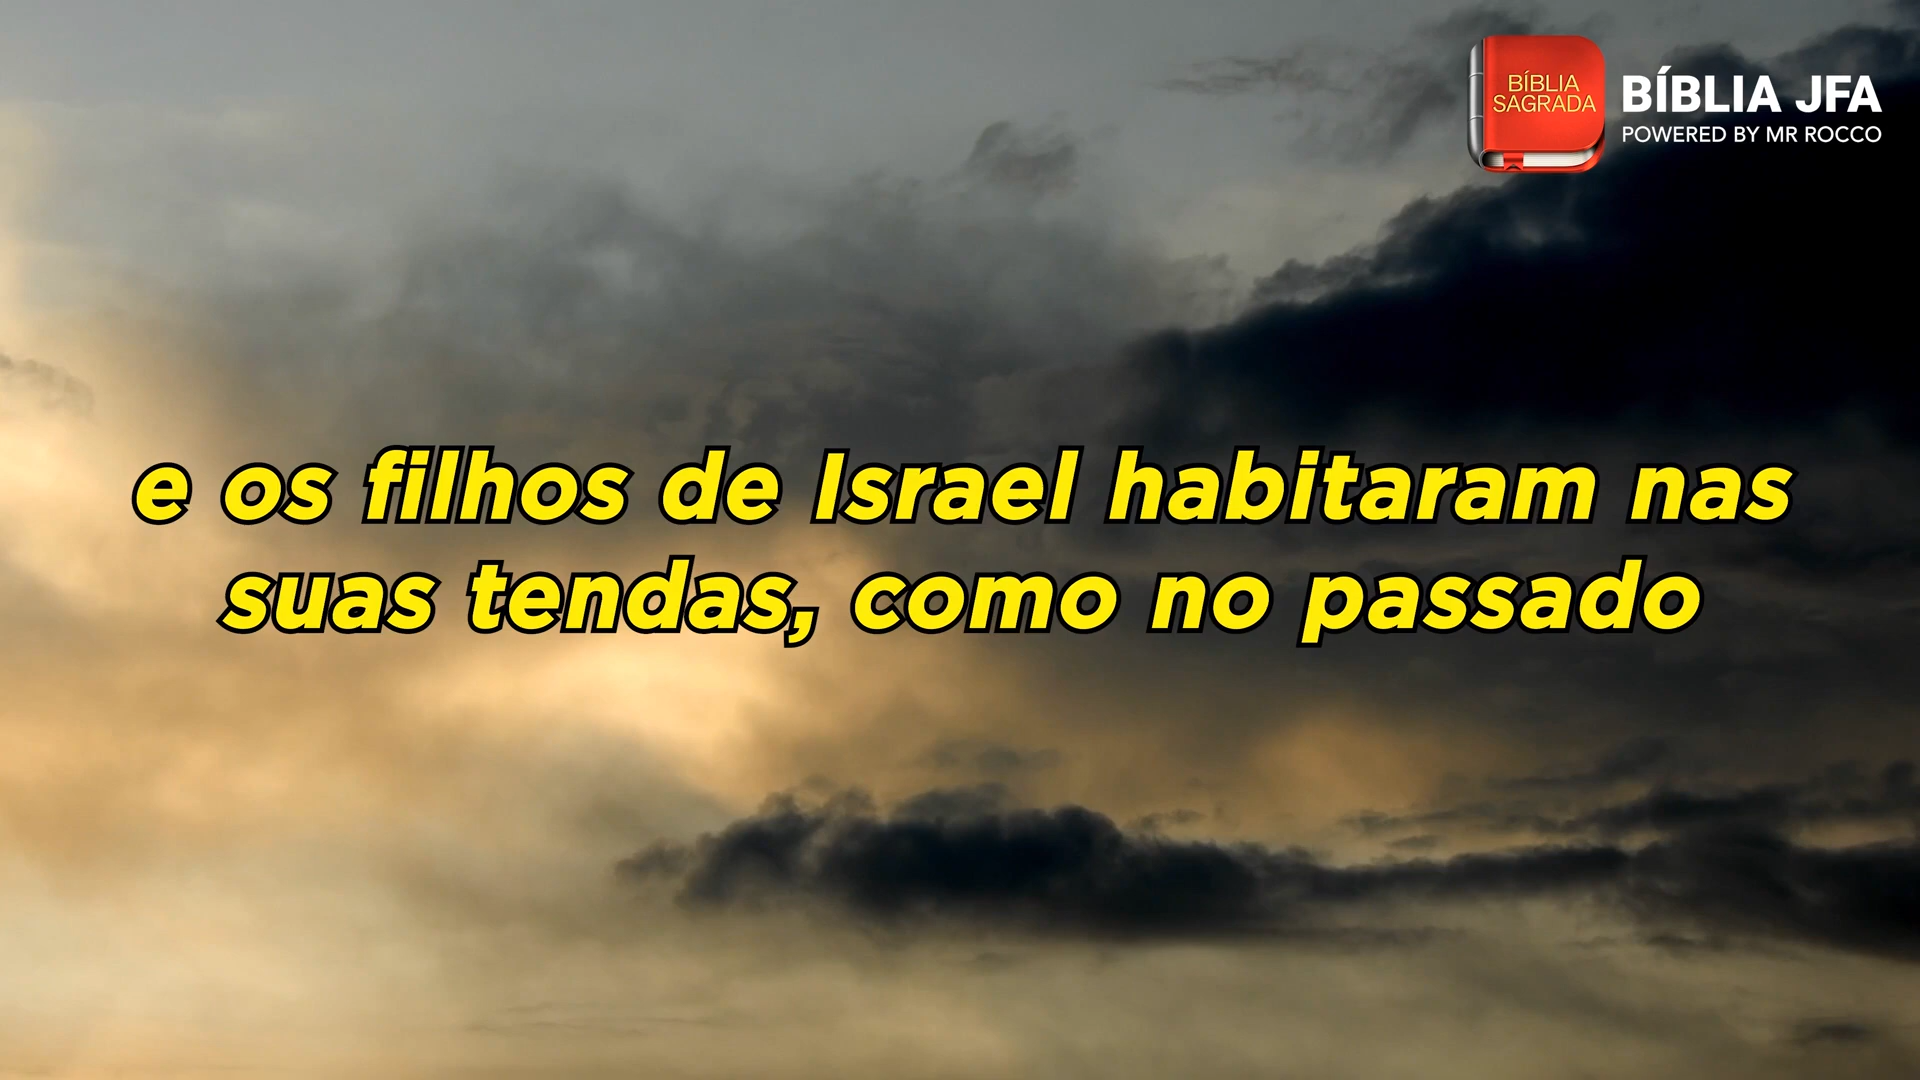 BÍBLIA
SAGRADA
BÍBLIA JFA
POWERED BY MR ROCCO
e os filhos de Israel habitaram nas
suas tendas, como no passado